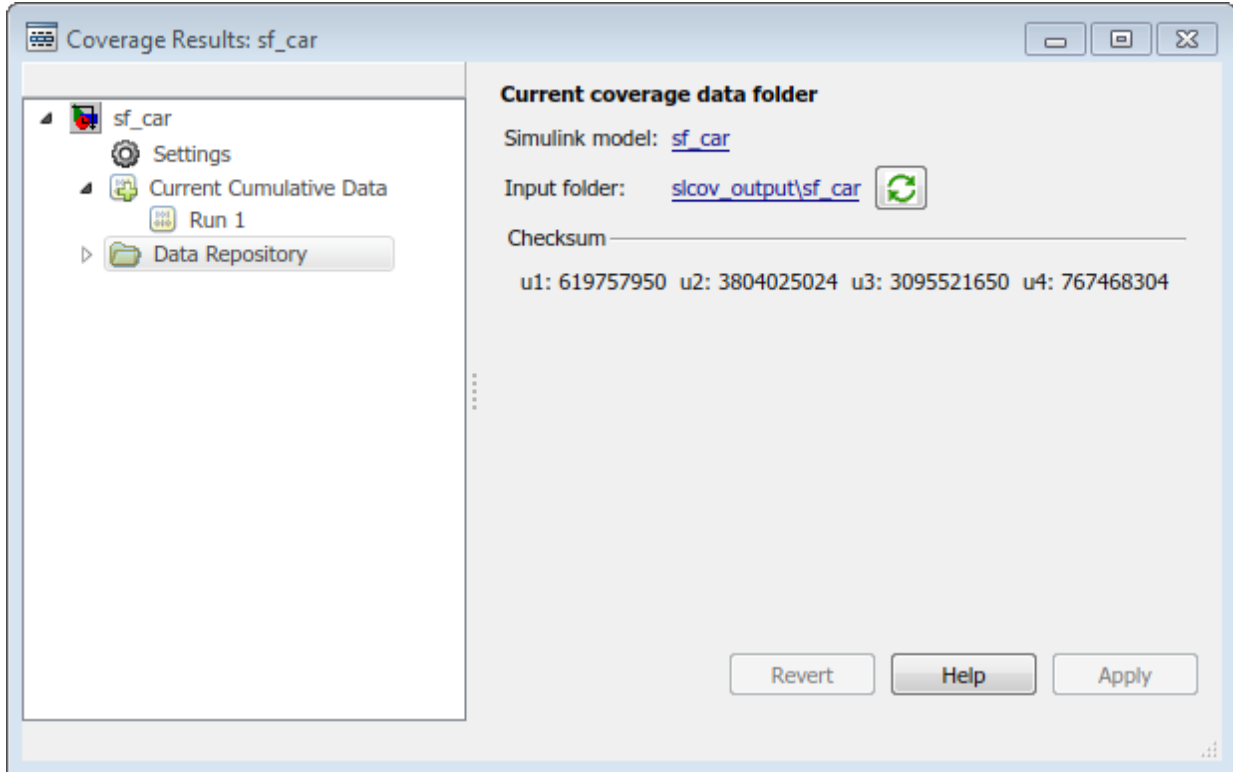 Coverage Results: sf_car
sf_car
Settings
Current Cumulative Data
Run 1
Data Repository
Current coverage data folder
Simulink model: sf_car
Input folder: slcov_output\sf_car
Checksum
u1: 619757950 u2: 3804025024 u3: 3095521650 u4: 767468304
Revert Help Apply